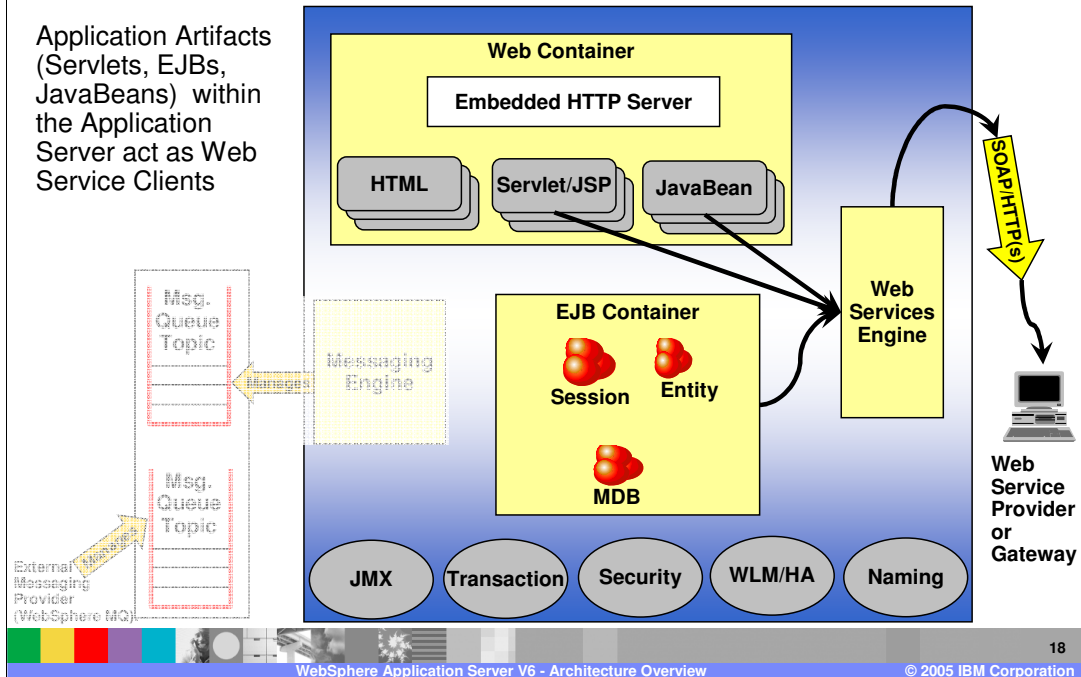 Application Artifacts
(Servlets, EJBs,
JavaBeans) within
the Application
Server act as Web
Service Clients
Web Container
Embedded HTTP Server
HTML
Servlet/JSP
JavaBean
SOAP/HTTP(s)
Web
Services
Engine
EJB Container
Session
Entity
MDB
Msg.
Queue
Topic
Manages
Messaging
Engine
Msg.
Queue
Topic
Manages
External
Messaging
Provider
(WebSphere MQ)
Web
Service
Provider
or
Gateway
JMX
Transaction
Security
WLM/HA
Naming
18
WebSphere Application Server V6 - Architecture Overview
© 2005 IBM Corporation